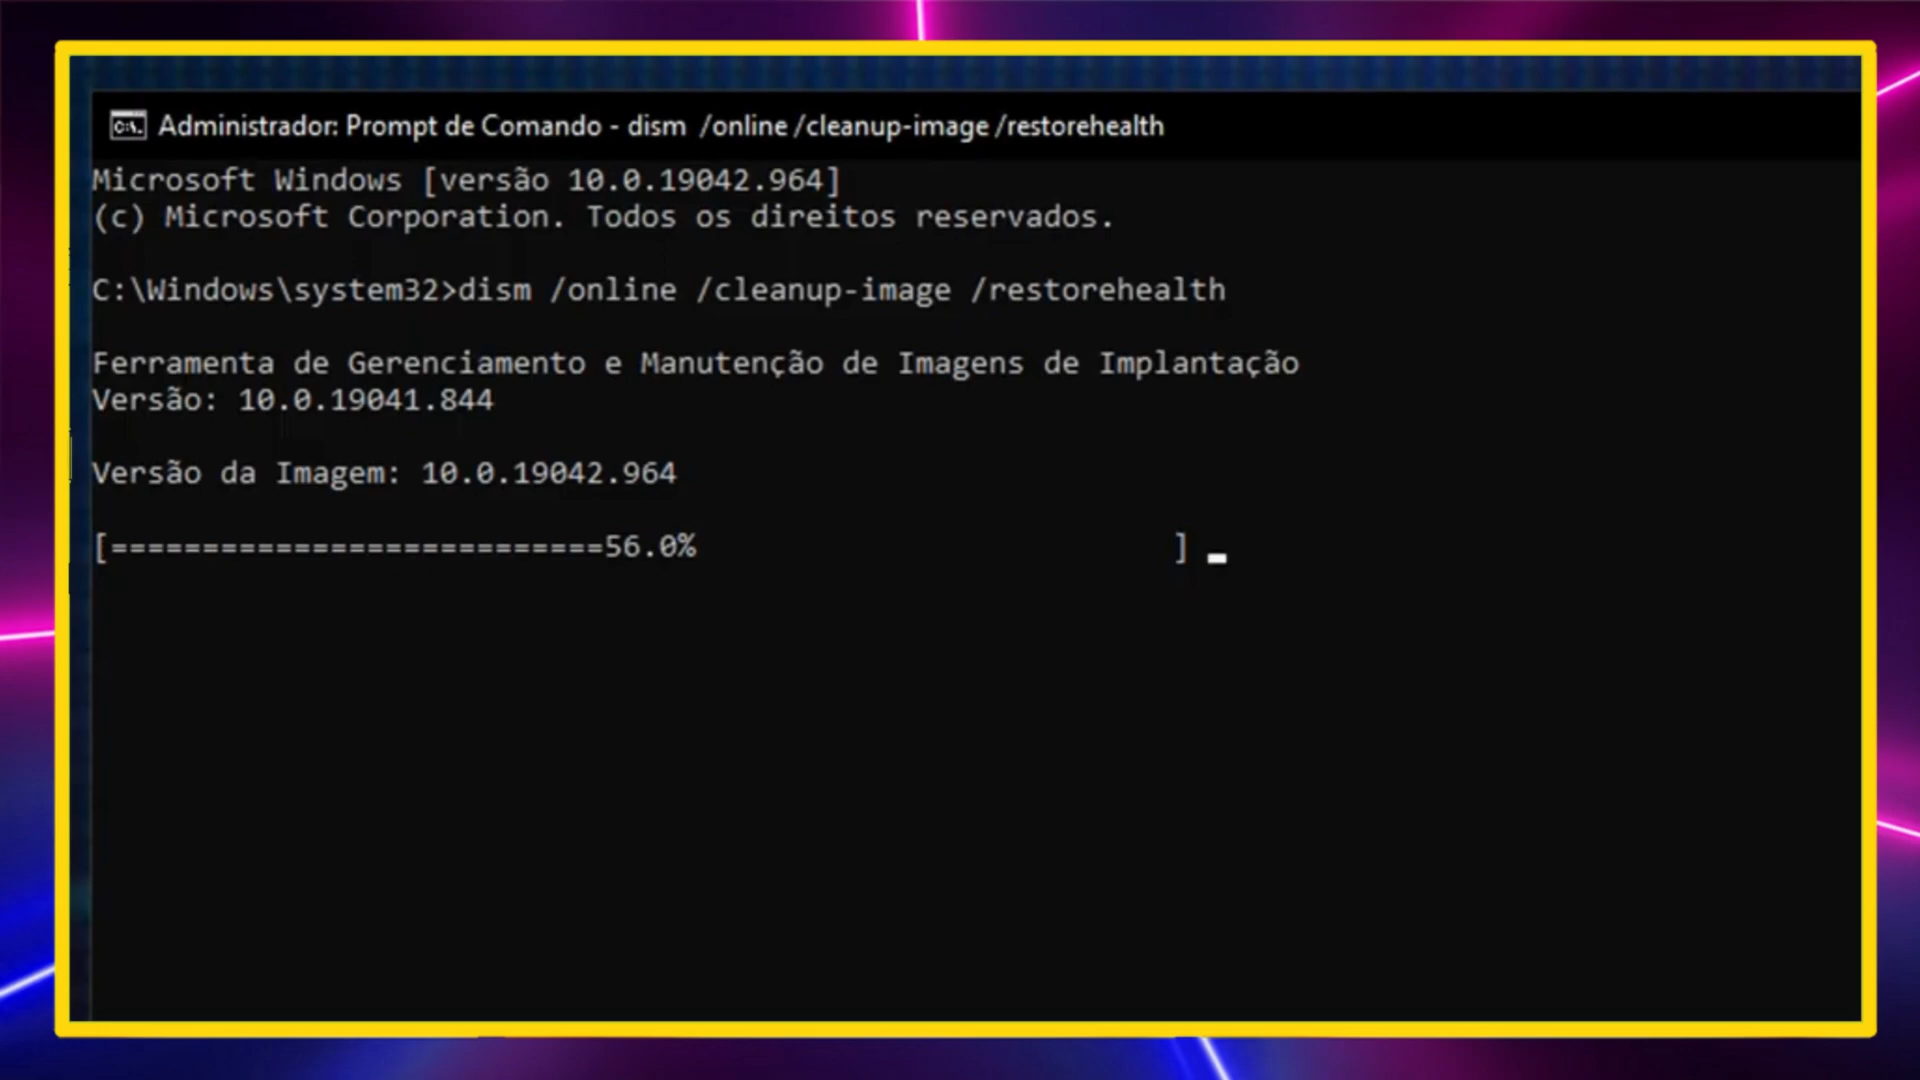 Administrador: Prompt de Comando - dism /online /cleanup-image /restorehealth
Microsoft Windows [versão 10.0.19042.964]
(c) Microsoft Corporation. Todos os direitos reservados.
C:\Windows\system32>dism /online /cleanup-image /restorehealth
Ferramenta de Gerenciamento e Manutenção de Imagens de Implantação
Versão: 10.0.19041.844
Versão da Imagem: 10.0.19042.964
[===========================56.0%                          ]